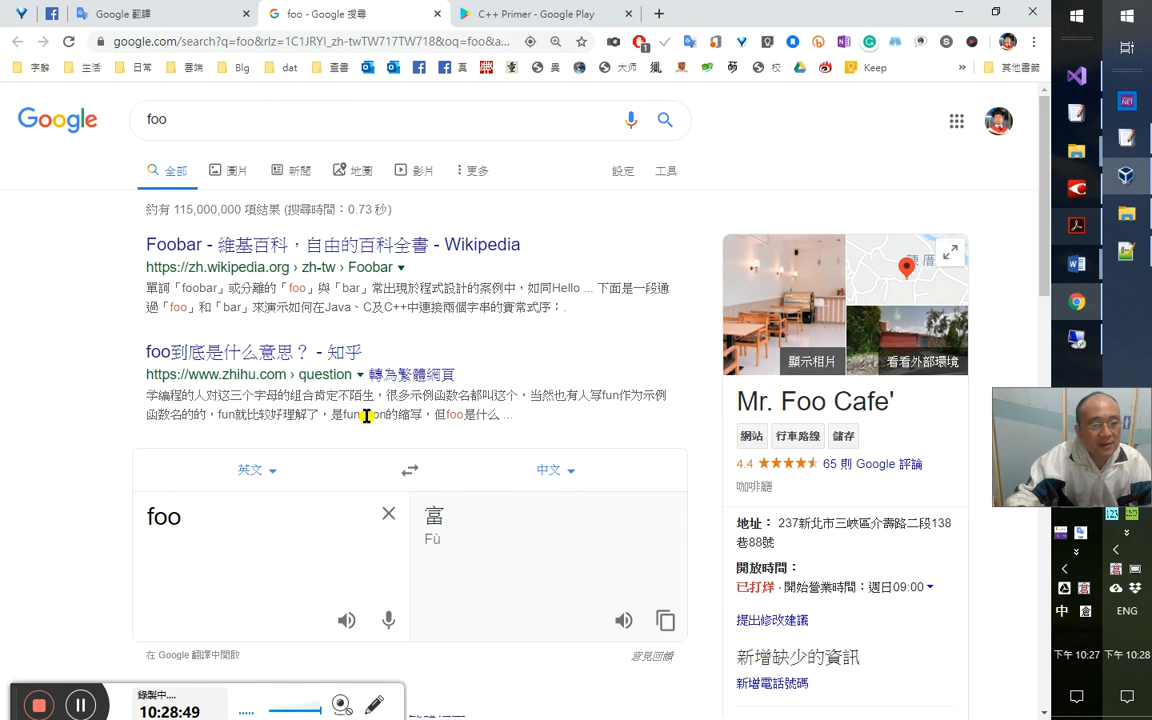 Google 翻譯
foo - Google 搜尋
C++ Primer - Google Play
google.com/search?q=foo&rlz=1C1JRYI_zh-twTW717TW718&oq=foo&a...
字辭
生活
日常
雲端
Blg
dat
查書
真
異
大师
校
Keep
»
其他書籤
Google
foo
全部
圖片
新聞
地圖
影片
更多
設定
工具
約有 115,000,000 項結果 (搜尋時間：0.73 秒)
Foobar - 維基百科，自由的百科全書 - Wikipedia
https://zh.wikipedia.org › zh-tw › Foobar
單詞「foobar」或分離的「foo」與「bar」常出現於程式設計的案例中，如同Hello ... 下面是一段通
過「foo」和「bar」來演示如何在Java、C及C++中連接兩個字串的實常式序：.
foo到底是什么意思？ - 知乎
https://www.zhihu.com › question 轉為繁體網頁
学编程的人对这三个字母的组合肯定不陌生，很多示例函数名都叫这个，当然也有人写fun作为示例
函数名的的，fun就比较好理解了，是fun on的缩写，但foo是什么 ...
英文
中文
foo
富
Fù
在 Google 翻譯中開啟
意見回饋
陳厝
顯示相片
看看外部環境
Mr. Foo Cafe'
網站
行車路線
儲存
4.4
65 則 Google 評論
咖啡廳
地址： 237新北市三峽區介壽路二段138
巷88號
開放時間：
已打烊 · 開始營業時間：週日09:00
提出修改建議
新增缺少的資訊
新增電話號碼
錄製中....
10:28:49
.NET
123
中
倉
ENG
下午 10:27
下午 10:28